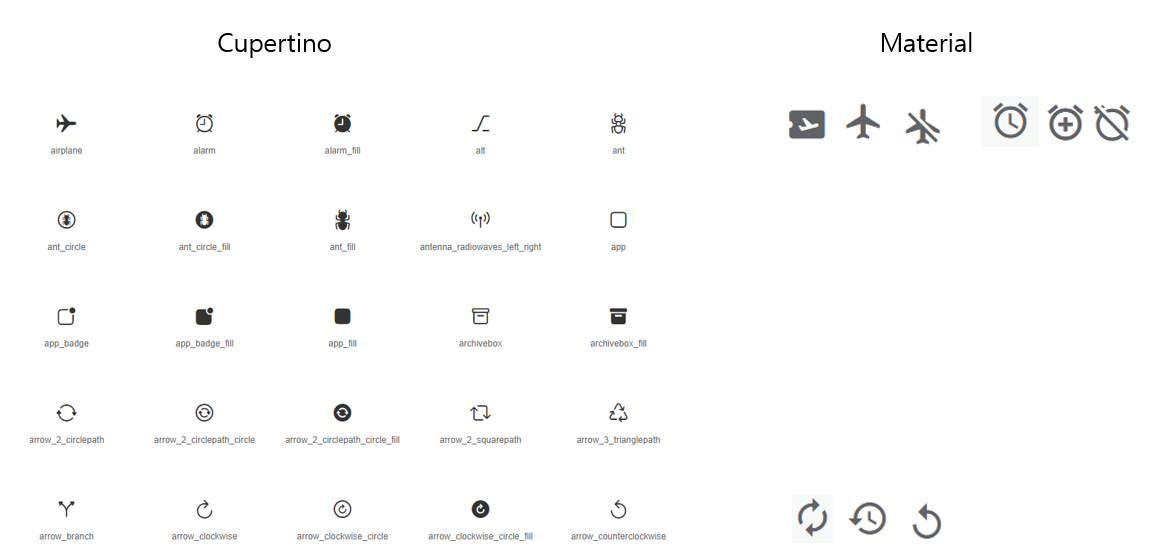 Cupertino
Material
airplane
alarm
alarm_fill
alt
ant
ant_circle
ant_circle_fill
ant_fill
antenna_radiowaves_left_right
app
app_badge
app_badge_fill
app_fill
archivebox
archivebox_fill
arrow_2_circlepath
arrow_2_circlepath_circle
arrow_2_circlepath_circle_fill
arrow_2_squarepath
arrow_3_trianglepath
arrow_branch
arrow_clockwise
arrow_clockwise_circle
arrow_clockwise_circle_fill
arrow_counterclockwise